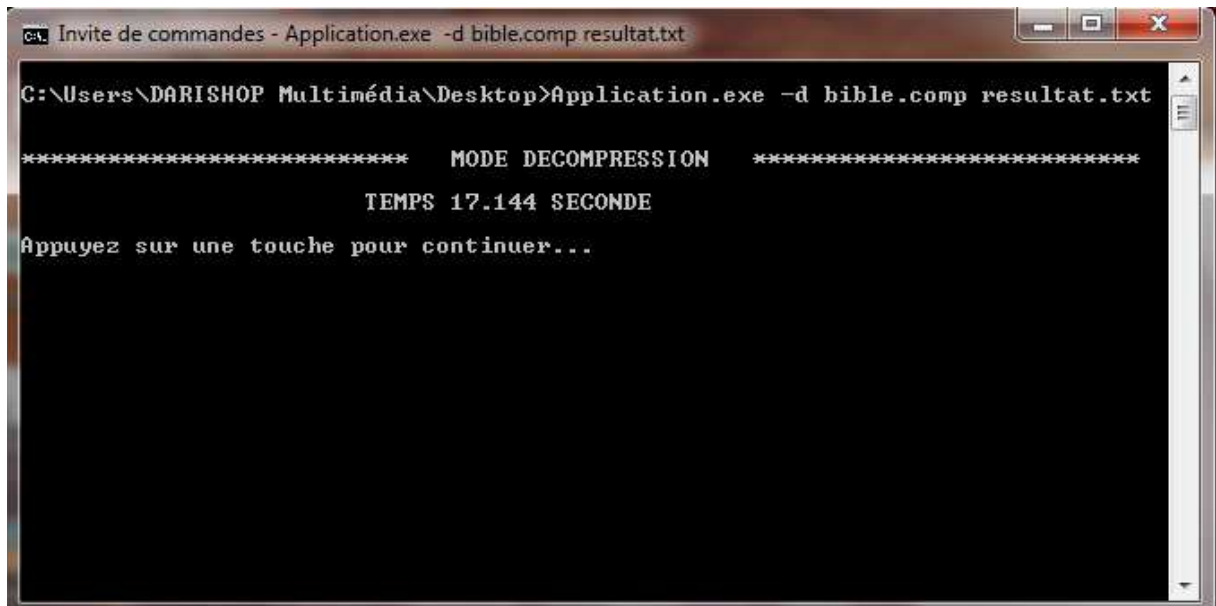 Invite de commandes - Application.exe -d bible.comp resultat.txt
C:\Users\DARISHOP Multimédia\Desktop>Application.exe -d bible.comp resultat.txt
*************************** MODE DECOMPRESSION ***************************
TEMPS 17.144 SECONDE
Appuyez sur une touche pour continuer...